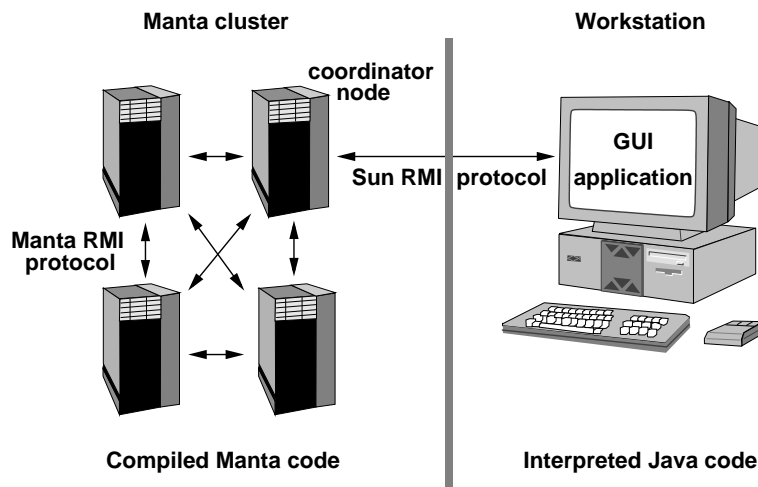 Manta cluster
Workstation
coordinator
node
GUI
application
Sun RMI protocol
Manta RMI
protocol
Compiled Manta code
Interpreted Java code